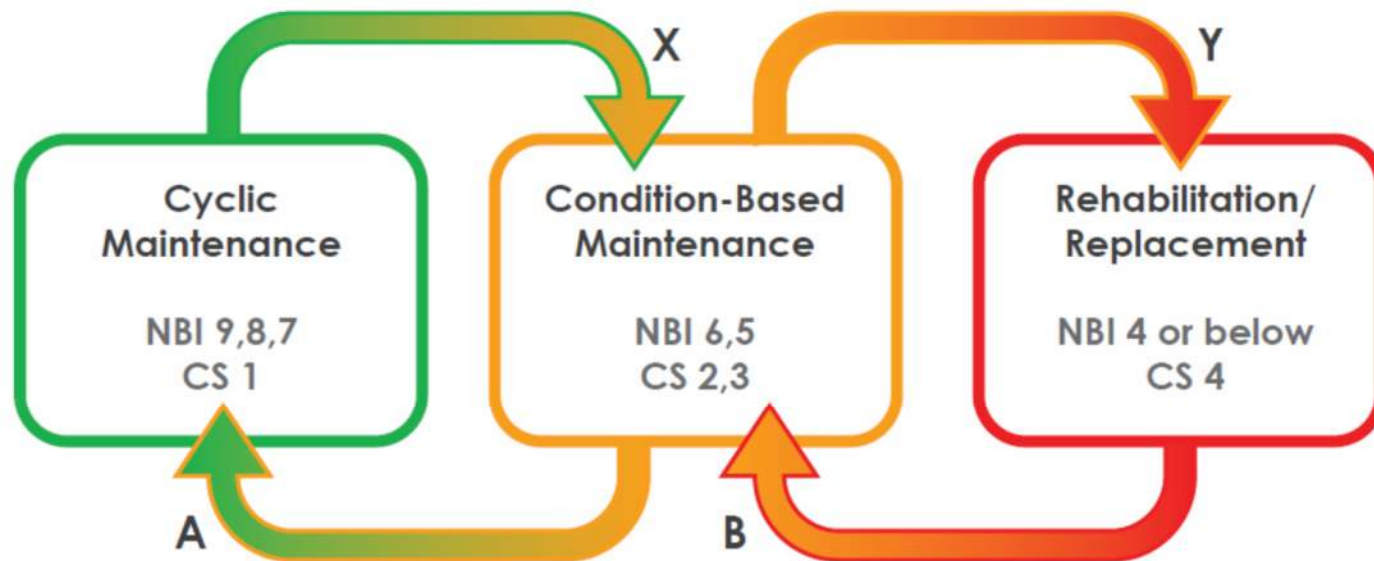 X
Y
Cyclic
Maintenance
NBI 9,8,7
CS 1
Condition-Based
Maintenance
NBI 6,5
CS 2,3
Rehabilitation/
Replacement
NBI 4 or below
CS 4
A
B